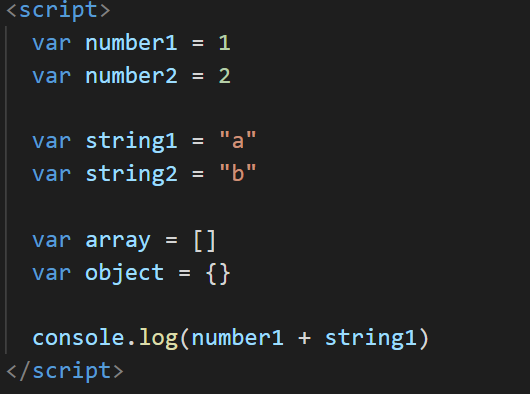 <script>
var number1 = 1
var number2 = 2
var string1 = "a"
var string2 = "b"
var array = []
var object = {}
console.log(number1 + string1)
</script>